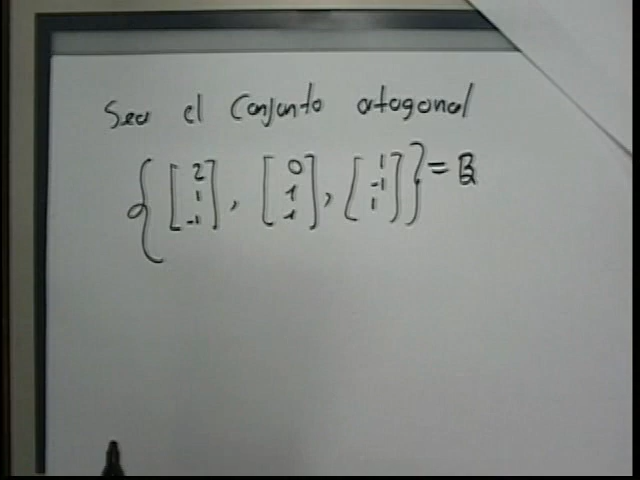 Sea el Conjunto ortogonal
{[2 1 -1], [0 1 1], [1 -1 1]} = B